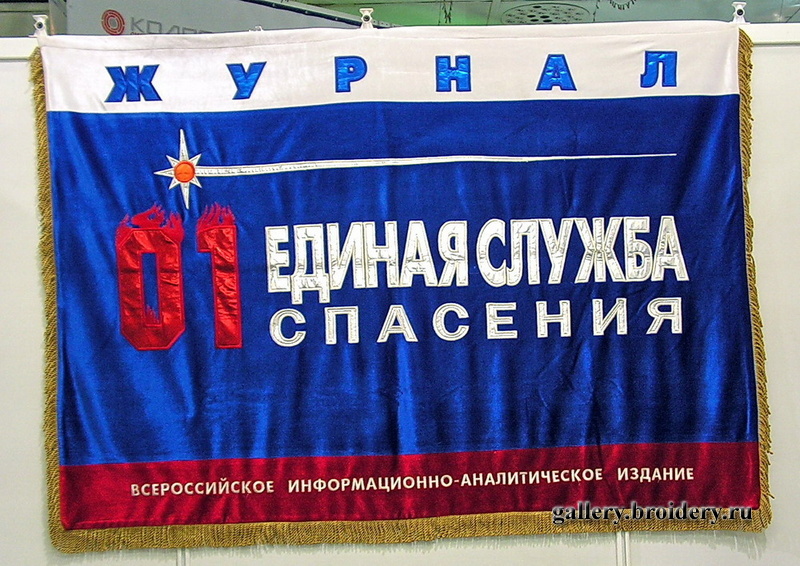 ЖУРНАЛ
01 ЕДИНАЯ СЛУЖБА
СПАСЕНИЯ
ВСЕРОССИЙСКОЕ ИНФОРМАЦИОННО-АНАЛИТИЧЕСКОЕ ИЗДАНИЕ
gallery.broidery.ru